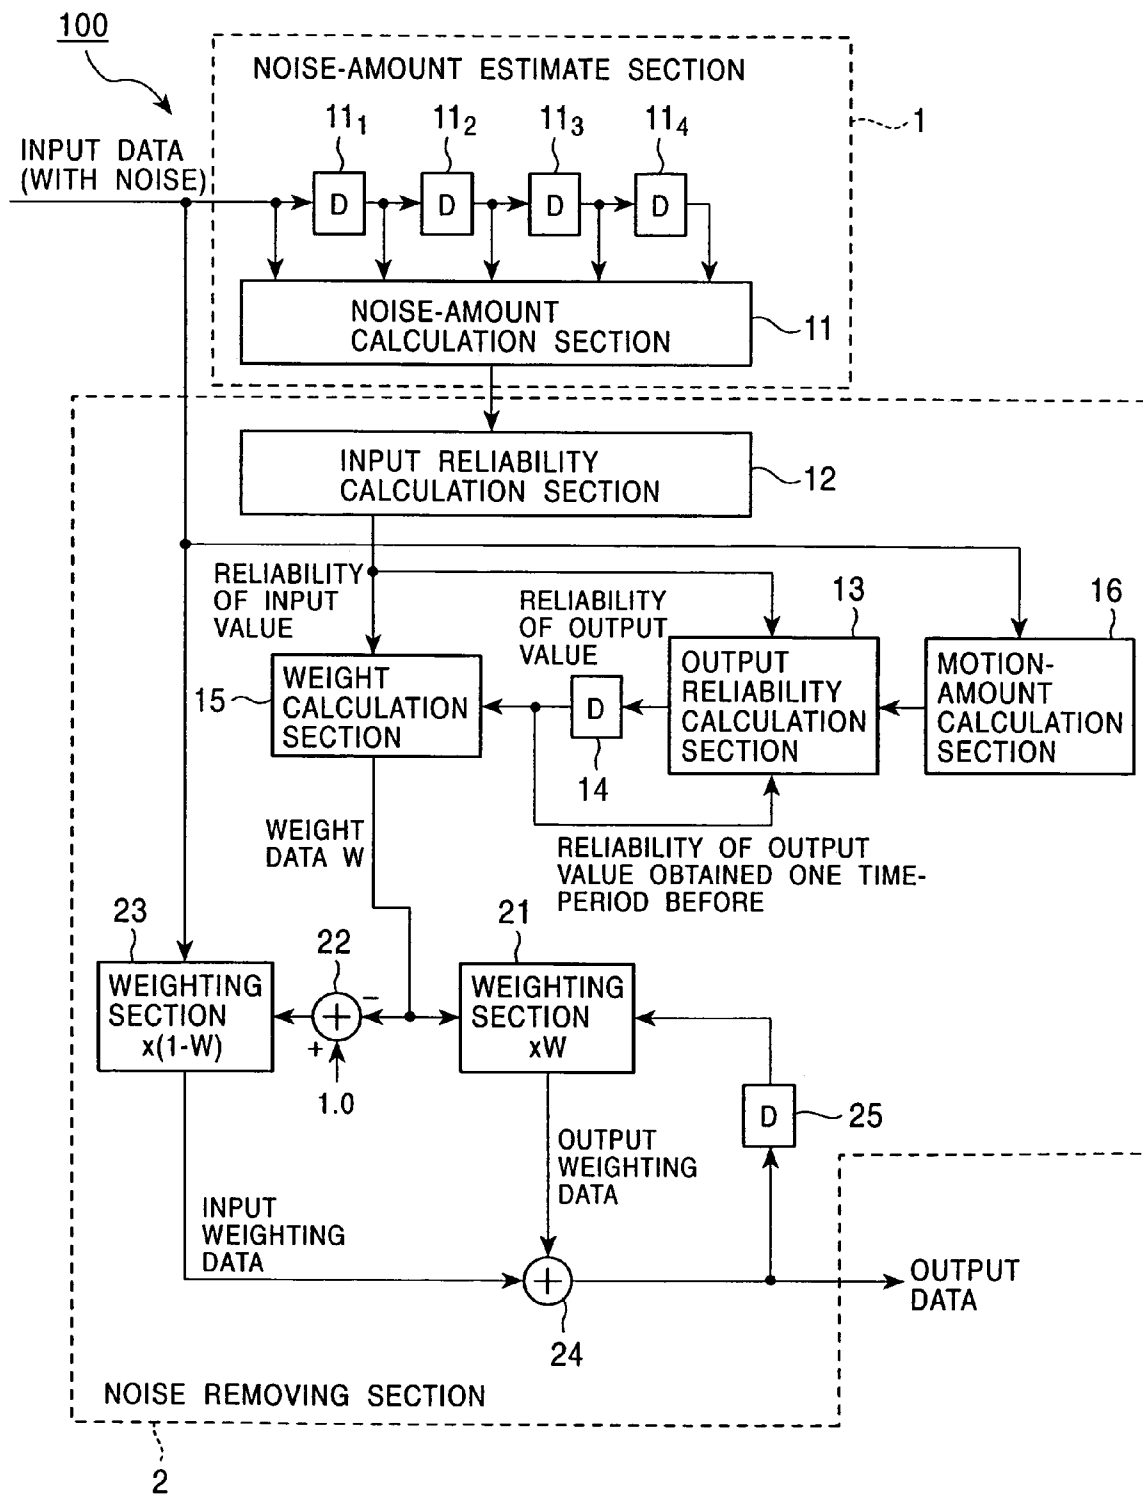 100
NOISE-AMOUNT ESTIMATE SECTION
1
11₁
11₂
11₃
11₄
INPUT DATA
(WITH NOISE)
D
D
D
D
NOISE-AMOUNT
CALCULATION SECTION
11
INPUT RELIABILITY
CALCULATION SECTION
12
RELIABILITY
OF INPUT
VALUE
RELIABILITY
OF OUTPUT
VALUE
13
16
15
WEIGHT
CALCULATION
SECTION
D
14
OUTPUT
RELIABILITY
CALCULATION
SECTION
MOTION-
AMOUNT
CALCULATION
SECTION
WEIGHT
DATA W
RELIABILITY OF OUTPUT
VALUE OBTAINED ONE TIME-
PERIOD BEFORE
23
22
21
WEIGHTING
SECTION
x(1-W)
+
−
+
1.0
WEIGHTING
SECTION
xW
D
25
OUTPUT
WEIGHTING
DATA
INPUT
WEIGHTING
DATA
+
24
OUTPUT
DATA
NOISE REMOVING SECTION
2